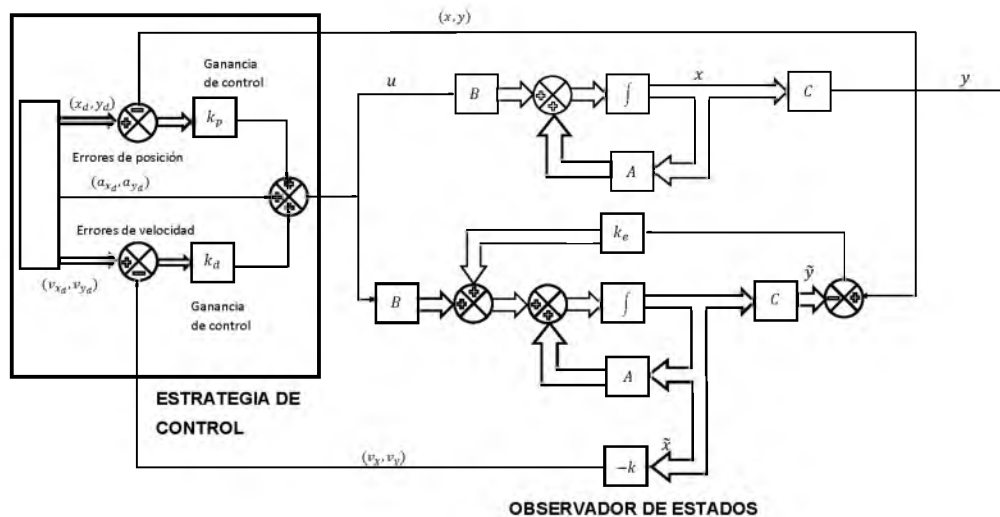 (x, y)
Ganancia
de control
(x_d, y_d)
k_p
Errores de posición
(a_{x_d}, a_{y_d})
Errores de velocidad
k_d
(v_{x_d}, v_{y_d})
Ganancia
de control
ESTRATEGIA DE
CONTROL
u
B
∫
x
C
y
A
k_e
B
∫
C
ỹ
A
x̃
(v_x, v_y)
−k
OBSERVADOR DE ESTADOS